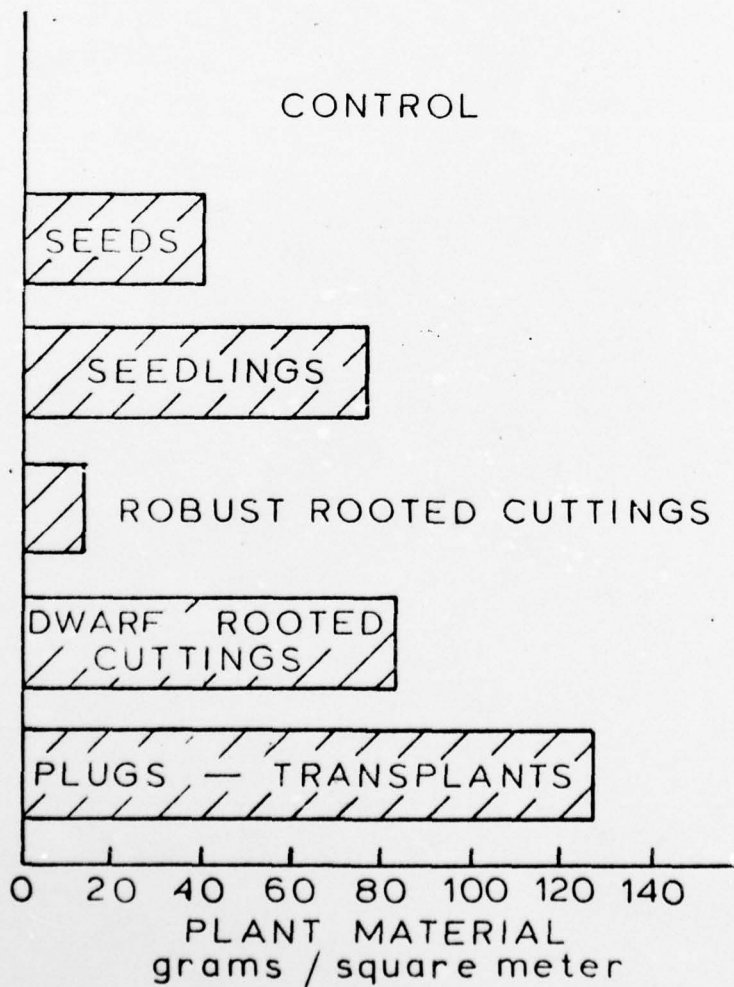 CONTROL
SEEDS
SEEDLINGS
ROBUST ROOTED CUTTINGS
DWARF ROOTED
CUTTINGS
PLUGS — TRANSPLANTS
0 20 40 60 80 100 120 140
PLANT MATERIAL
grams / square meter